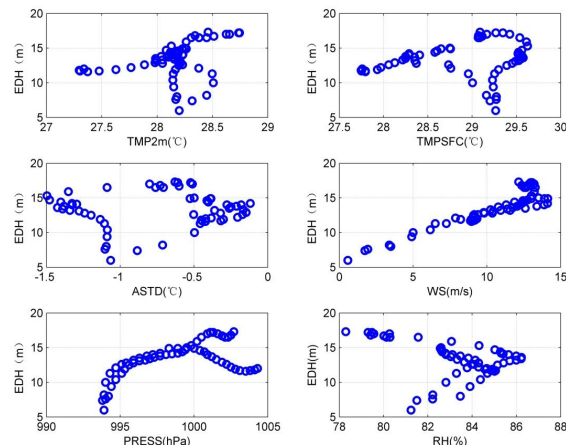 20
15
10
5
EDH（m）
27 27.5 28 28.5 29
TMP2m(℃)
20
15
10
5
EDH（m）
27.5 28 28.5 29 29.5 30
TMPSFC(℃)
20
15
10
5
EDH（m）
-1.5 -1 -0.5 0
ASTD(℃)
20
15
10
5
EDH（m）
0 5 10 15
WS(m/s)
20
15
10
5
EDH（m）
990 995 1000 1005
PRESS(hPa)
20
15
10
5
EDH(m)
78 80 82 84 86 88
RH(%)